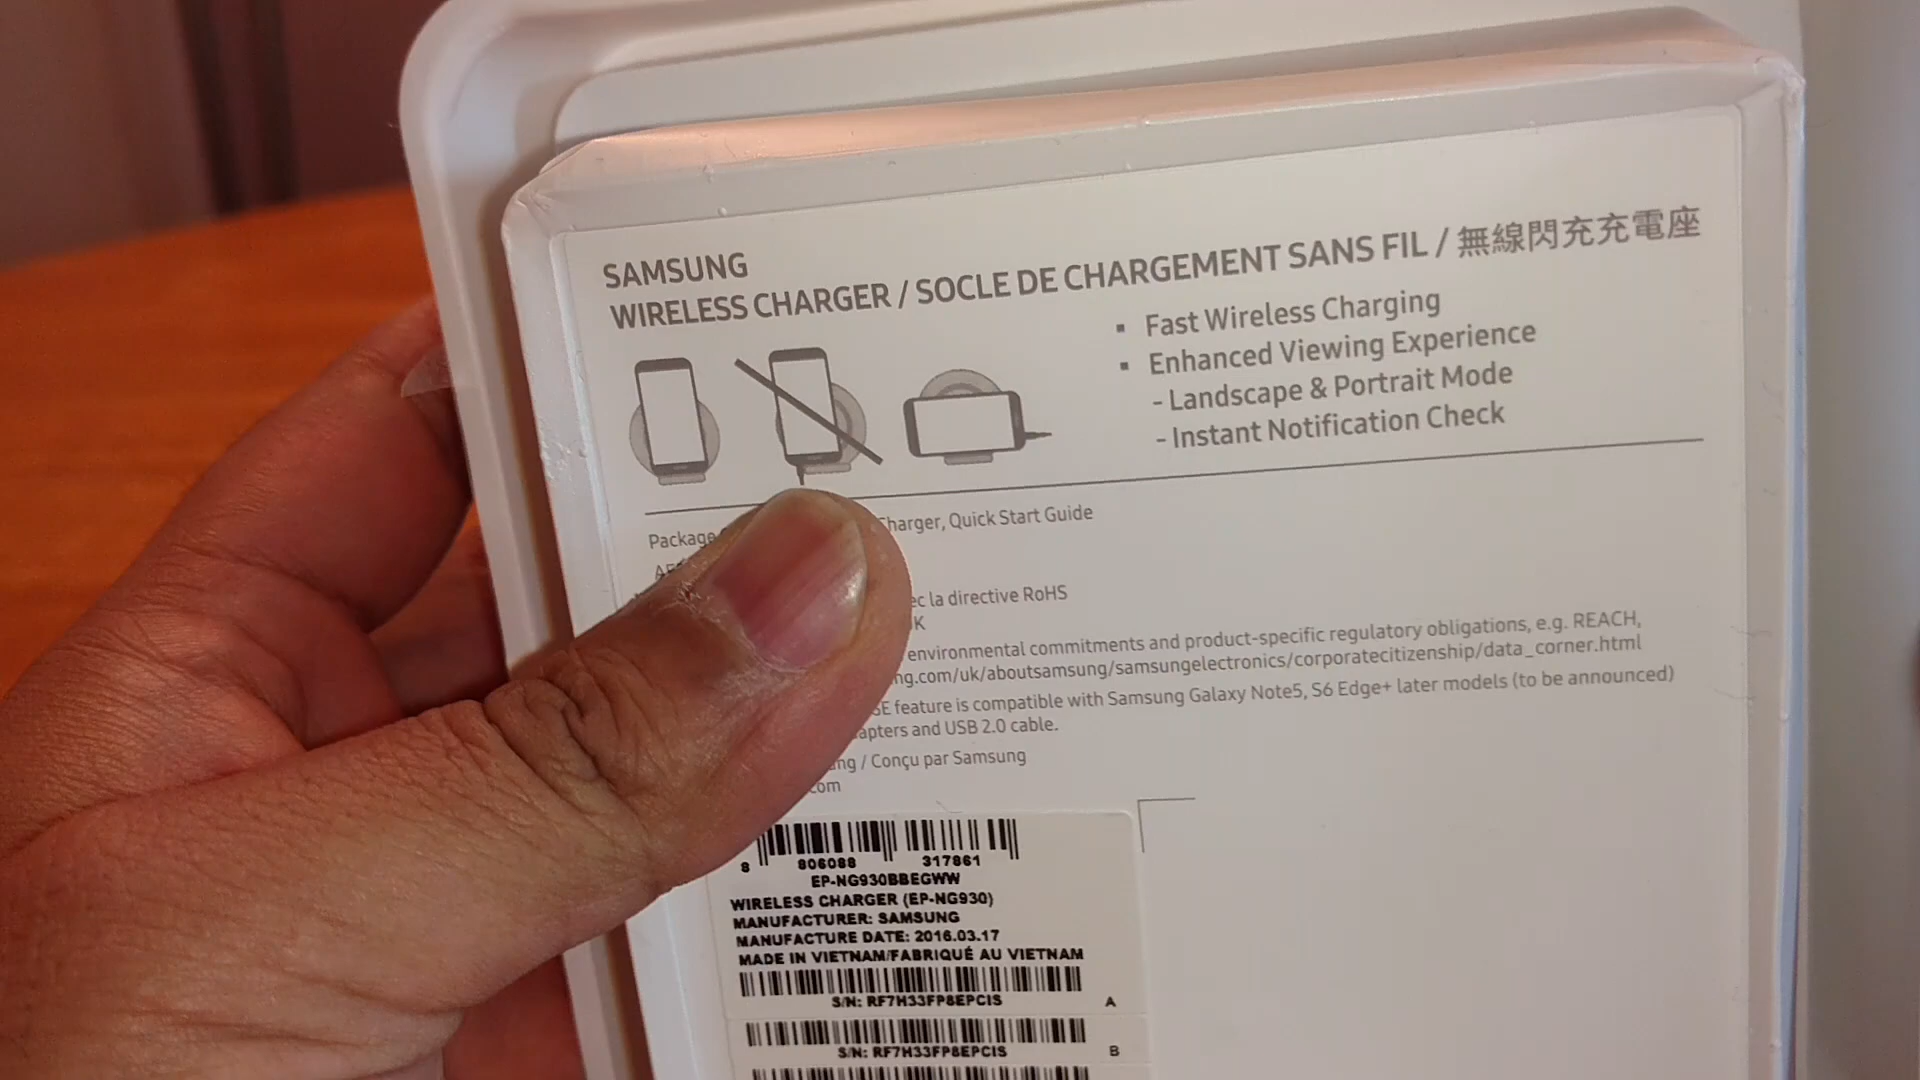 SAMSUNG
WIRELESS CHARGER / SOCLE DE CHARGEMENT SANS FIL / 無線閃充充電座
▪ Fast Wireless Charging
▪ Enhanced Viewing Experience
- Landscape & Portrait Mode
- Instant Notification Check
Package harger, Quick Start Guide
ec la directive RoHS
K
environmental commitments and product-specific regulatory obligations, e.g. REACH,
ng.com/uk/aboutsamsung/samsungelectronics/corporatecitizenship/data_corner.html
SE feature is compatible with Samsung Galaxy Note5, S6 Edge+ later models (to be announced)
apters and USB 2.0 cable.
ng / Conçu par Samsung
com
8 806088 317861
EP-NG930BBEGWW
WIRELESS CHARGER (EP-NG930)
MANUFACTURER: SAMSUNG
MANUFACTURE DATE: 2016.03.17
MADE IN VIETNAM/FABRIQUÉ AU VIETNAM
S/N: RF7H33FP8EPCIS A
S/N: RF7H33FP8EPCIS B